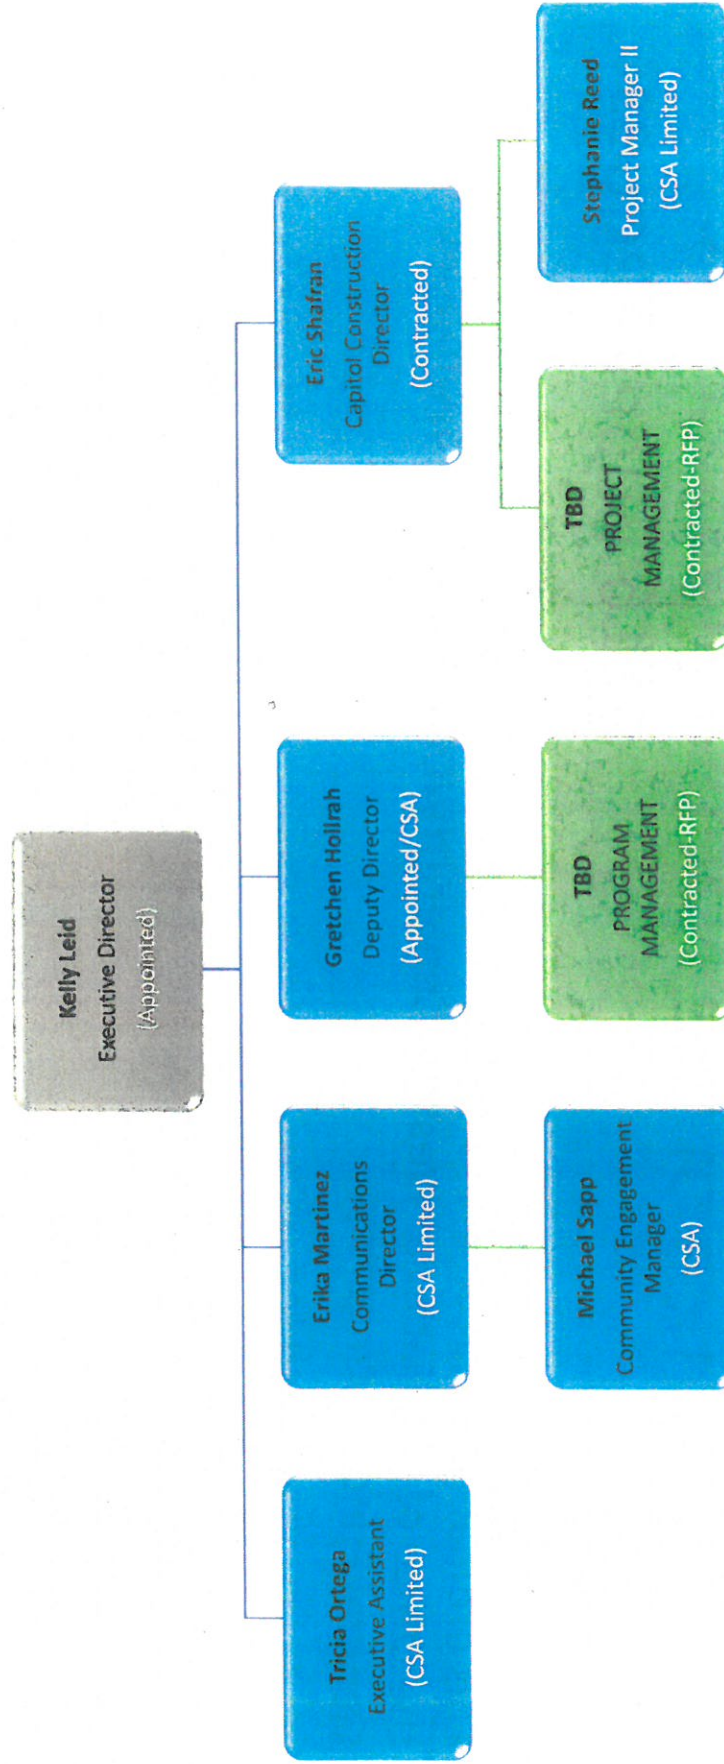 Kelly Leid
Executive Director
(Appointed)
Tricia Ortega
Executive Assistant
(CSA Limited)
Erika Martinez
Communications
Director
(CSA Limited)
Gretchen Hollrah
Deputy Director
(Appointed/CSA)
Eric Shafran
Capitol Construction
Director
(Contracted)
Michael Sapp
Community Engagement
Manager
(CSA)
TBD
PROGRAM
MANAGEMENT
(Contracted-RFP)
TBD
PROJECT
MANAGEMENT
(Contracted-RFP)
Stephanie Reed
Project Manager II
(CSA Limited)